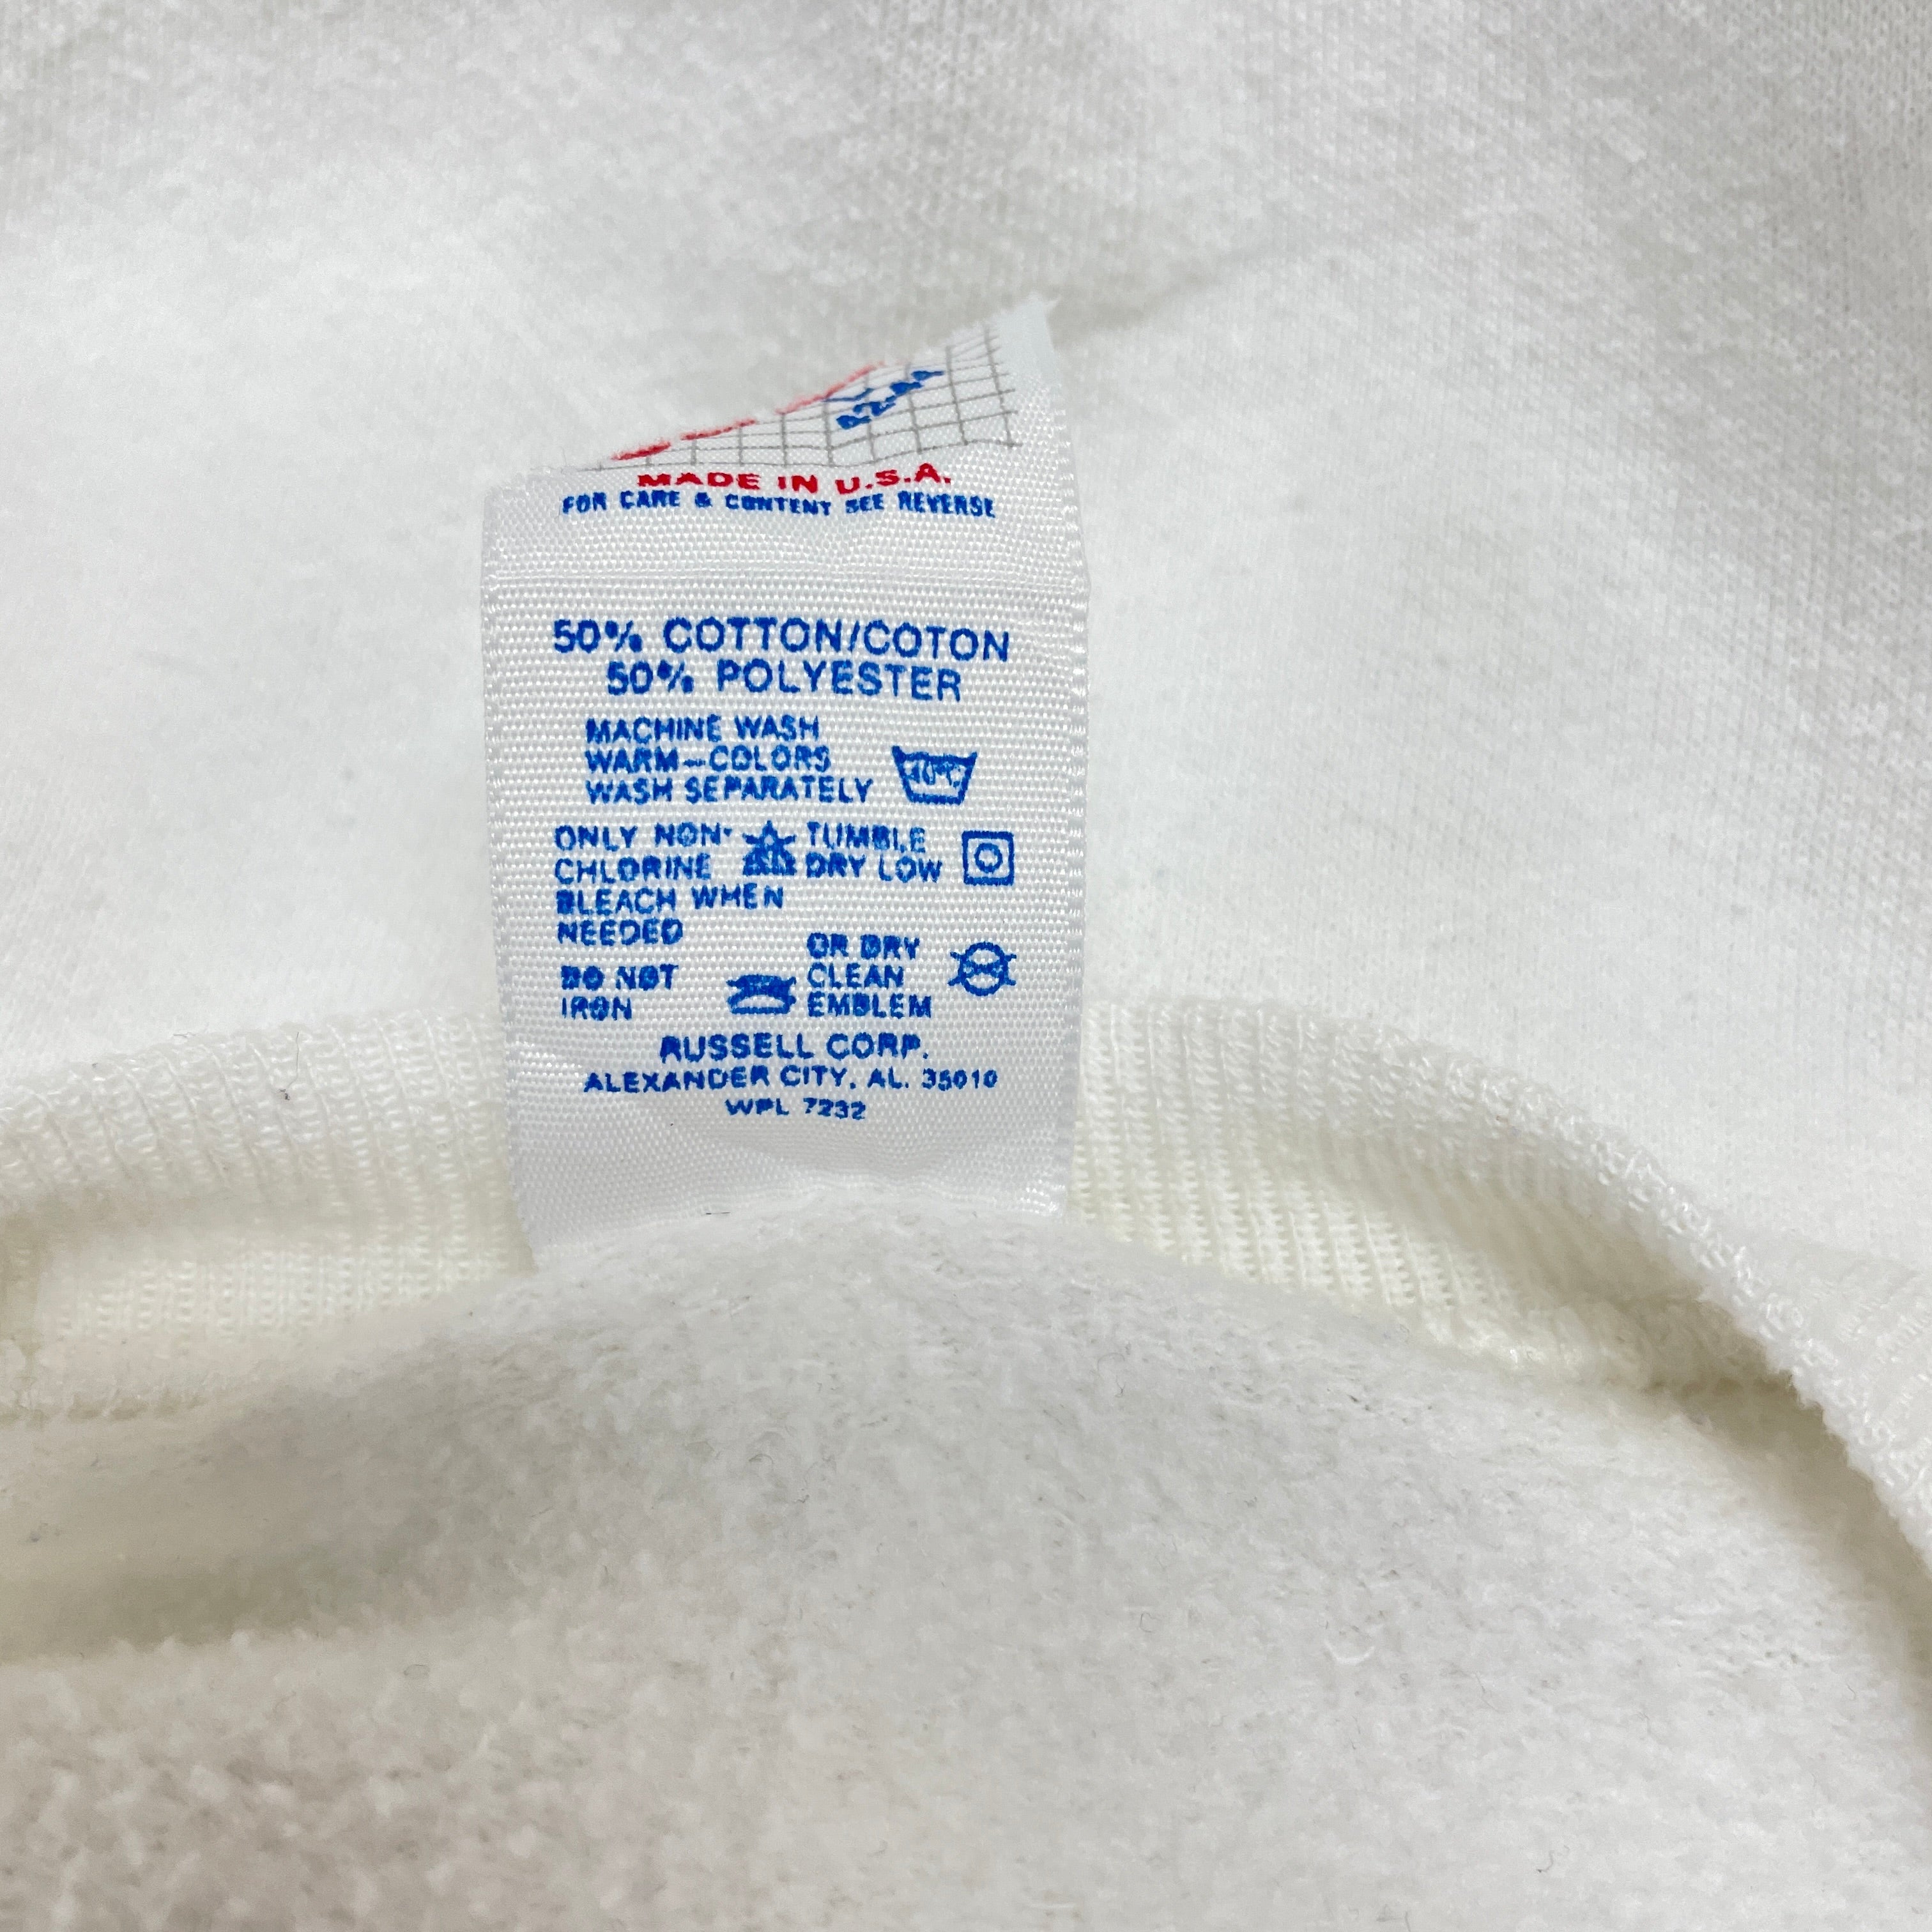 MADE IN U.S.A.
FOR CARE & CONTENT SEE REVERSE
50% COTTON/COTON
50% POLYESTER
MACHINE WASH
WARM-COLORS
WASH SEPARATELY
40°C
ONLY NON-
CHLORINE
BLEACH WHEN
NEEDED
TUMBLE
DRY LOW
DO NOT
IRON
OR DRY
CLEAN
EMBLEM
RUSSELL CORP.
ALEXANDER CITY, AL. 35010
WPL 7232